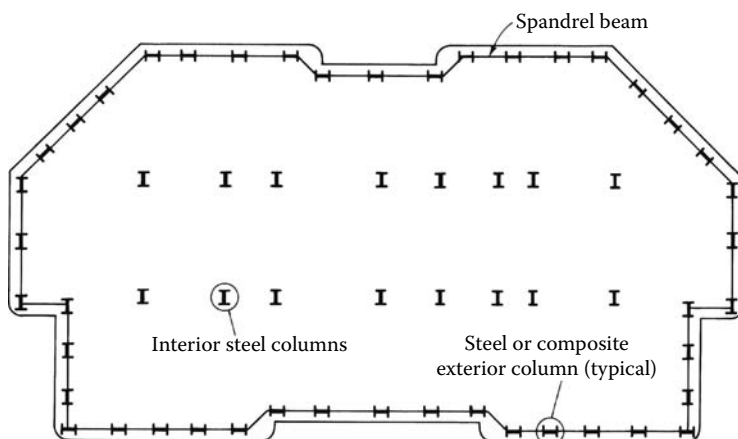 Spandrel beam
Interior steel columns
Steel or composite
exterior column (typical)